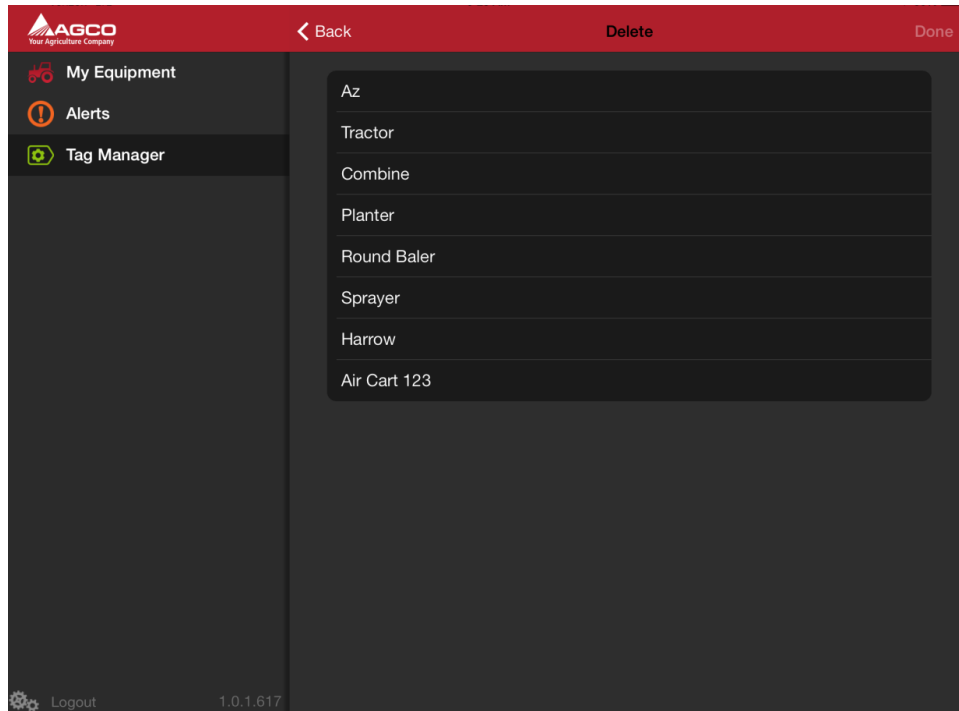 AGCO
Your Agriculture Company
Back
Delete
Done
My Equipment
Alerts
Tag Manager
Az
Tractor
Combine
Planter
Round Baler
Sprayer
Harrow
Air Cart 123
Logout
1.0.1.617